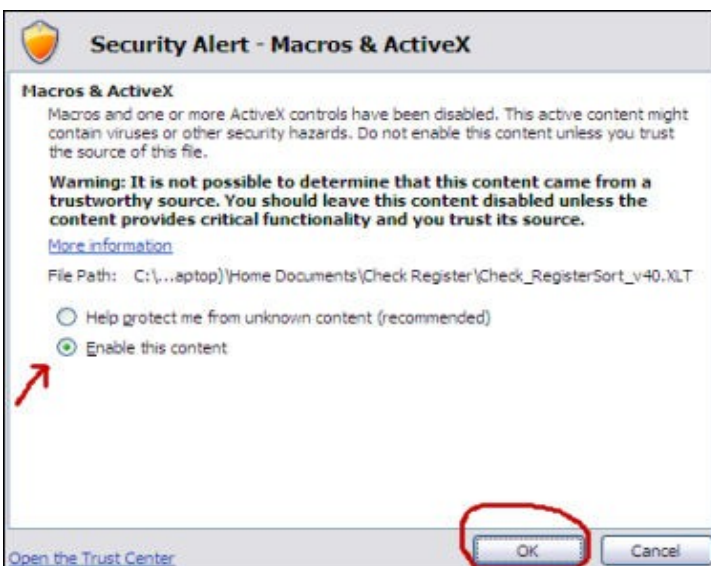 Security Alert - Macros & ActiveX
Macros & ActiveX
Macros and one or more ActiveX controls have been disabled. This active content might
contain viruses or other security hazards. Do not enable this content unless you trust
the source of this file.
Warning: It is not possible to determine that this content came from a
trustworthy source. You should leave this content disabled unless the
content provides critical functionality and you trust its source.
More information
File Path: C:\...aptop)\Home Documents\Check Register\Check_RegisterSort_v40.XLT
Help protect me from unknown content (recommended)
Enable this content
Open the Trust Center
OK
Cancel